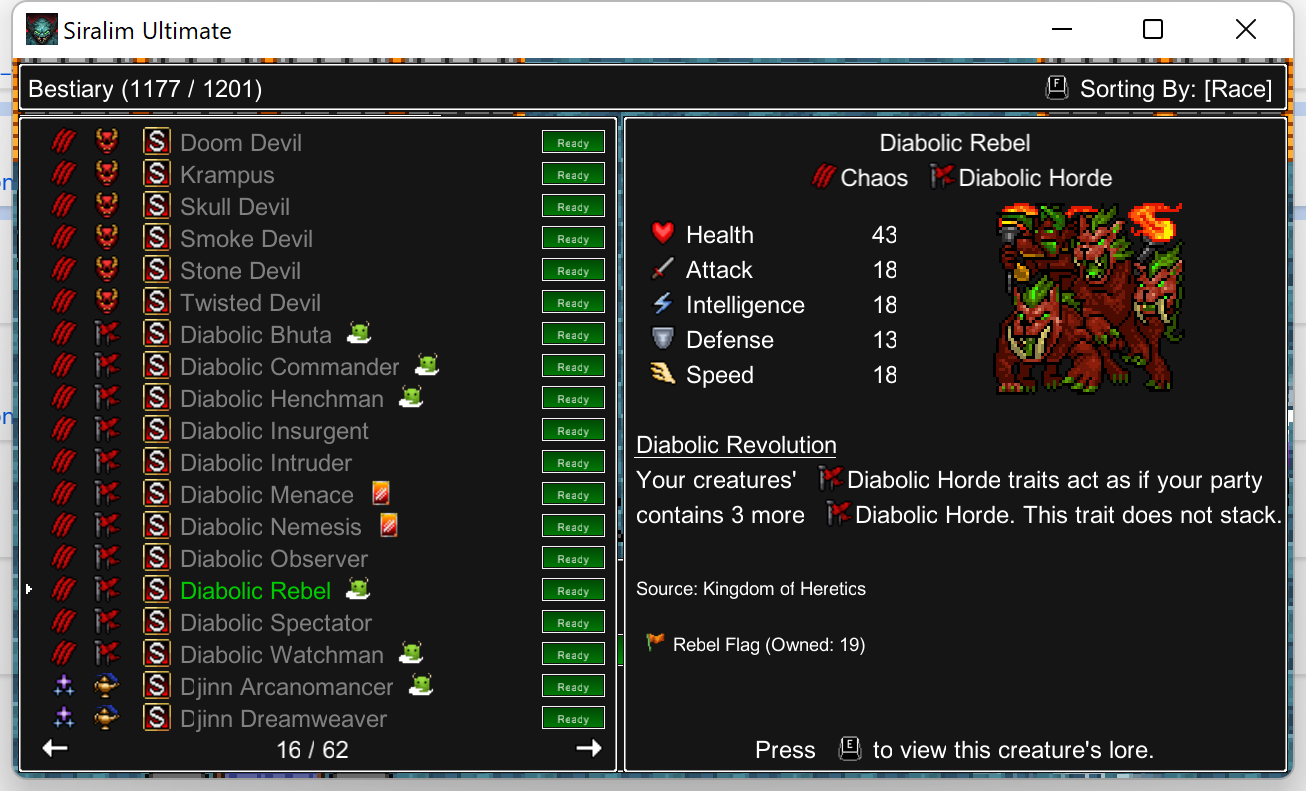 Siralim Ultimate
Bestiary (1177 / 1201)
F Sorting By: [Race]
S Doom Devil Ready
S Krampus Ready
S Skull Devil Ready
S Smoke Devil Ready
S Stone Devil Ready
S Twisted Devil Ready
S Diabolic Bhuta Ready
S Diabolic Commander Ready
S Diabolic Henchman Ready
S Diabolic Insurgent Ready
S Diabolic Intruder Ready
S Diabolic Menace Ready
S Diabolic Nemesis Ready
S Diabolic Observer Ready
S Diabolic Rebel Ready
S Diabolic Spectator Ready
S Diabolic Watchman Ready
S Djinn Arcanomancer Ready
S Djinn Dreamweaver Ready
16 / 62
Diabolic Rebel
Chaos Diabolic Horde
Health 43
Attack 18
Intelligence 18
Defense 13
Speed 18
Diabolic Revolution
Your creatures' Diabolic Horde traits act as if your party
contains 3 more Diabolic Horde. This trait does not stack.
Source: Kingdom of Heretics
Rebel Flag (Owned: 19)
Press E to view this creature's lore.